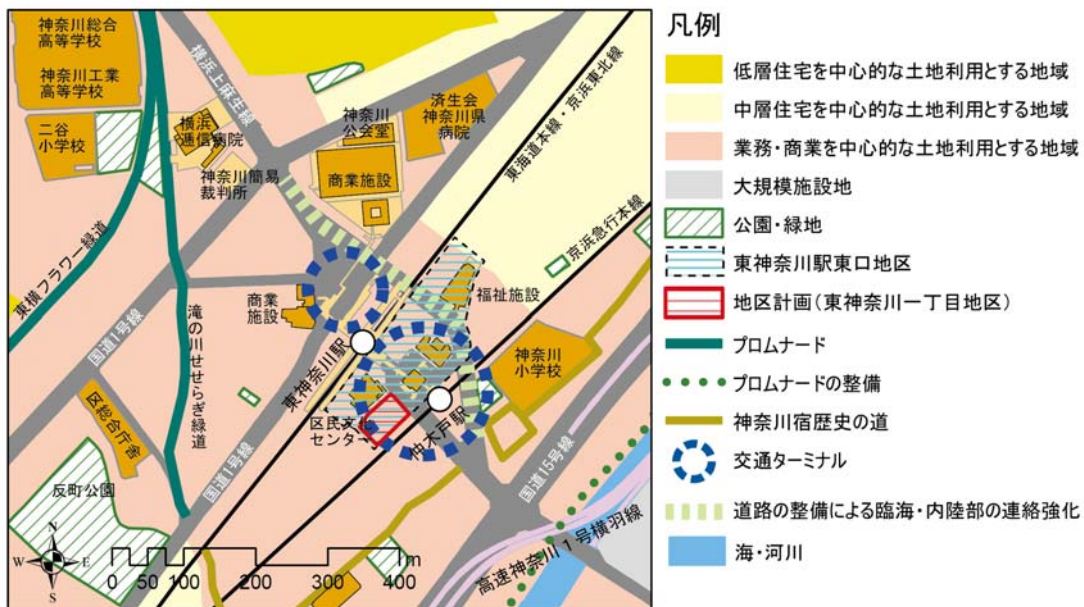 神奈川総合
高等学校
神奈川工業
高等学校
二谷
小学校
横浜上麻生線
横浜
逓信病院
神奈川簡易
裁判所
神奈川
公会堂
済生会
神奈川県
病院
商業施設
東海道本線・京浜東北線
京浜急行本線
東横フラワー緑道
国道1号線
滝の川せせらぎ緑道
商業
施設
福祉施設
東神奈川駅
神奈川
小学校
区民文化
センター
仲木戸駅
国道15号線
区総合庁舎
国道1号線
反町公園
高速神奈川1号横羽線
N
W E
S
0 50 100 200 300 400
m
凡例
低層住宅を中心的な土地利用とする地域
中層住宅を中心的な土地利用とする地域
業務・商業を中心的な土地利用とする地域
大規模施設地
公園・緑地
東神奈川駅東口地区
地区計画(東神奈川一丁目地区)
プロムナード
プロムナードの整備
神奈川宿歴史の道
交通ターミナル
道路の整備による臨海・内陸部の連絡強化
海・河川